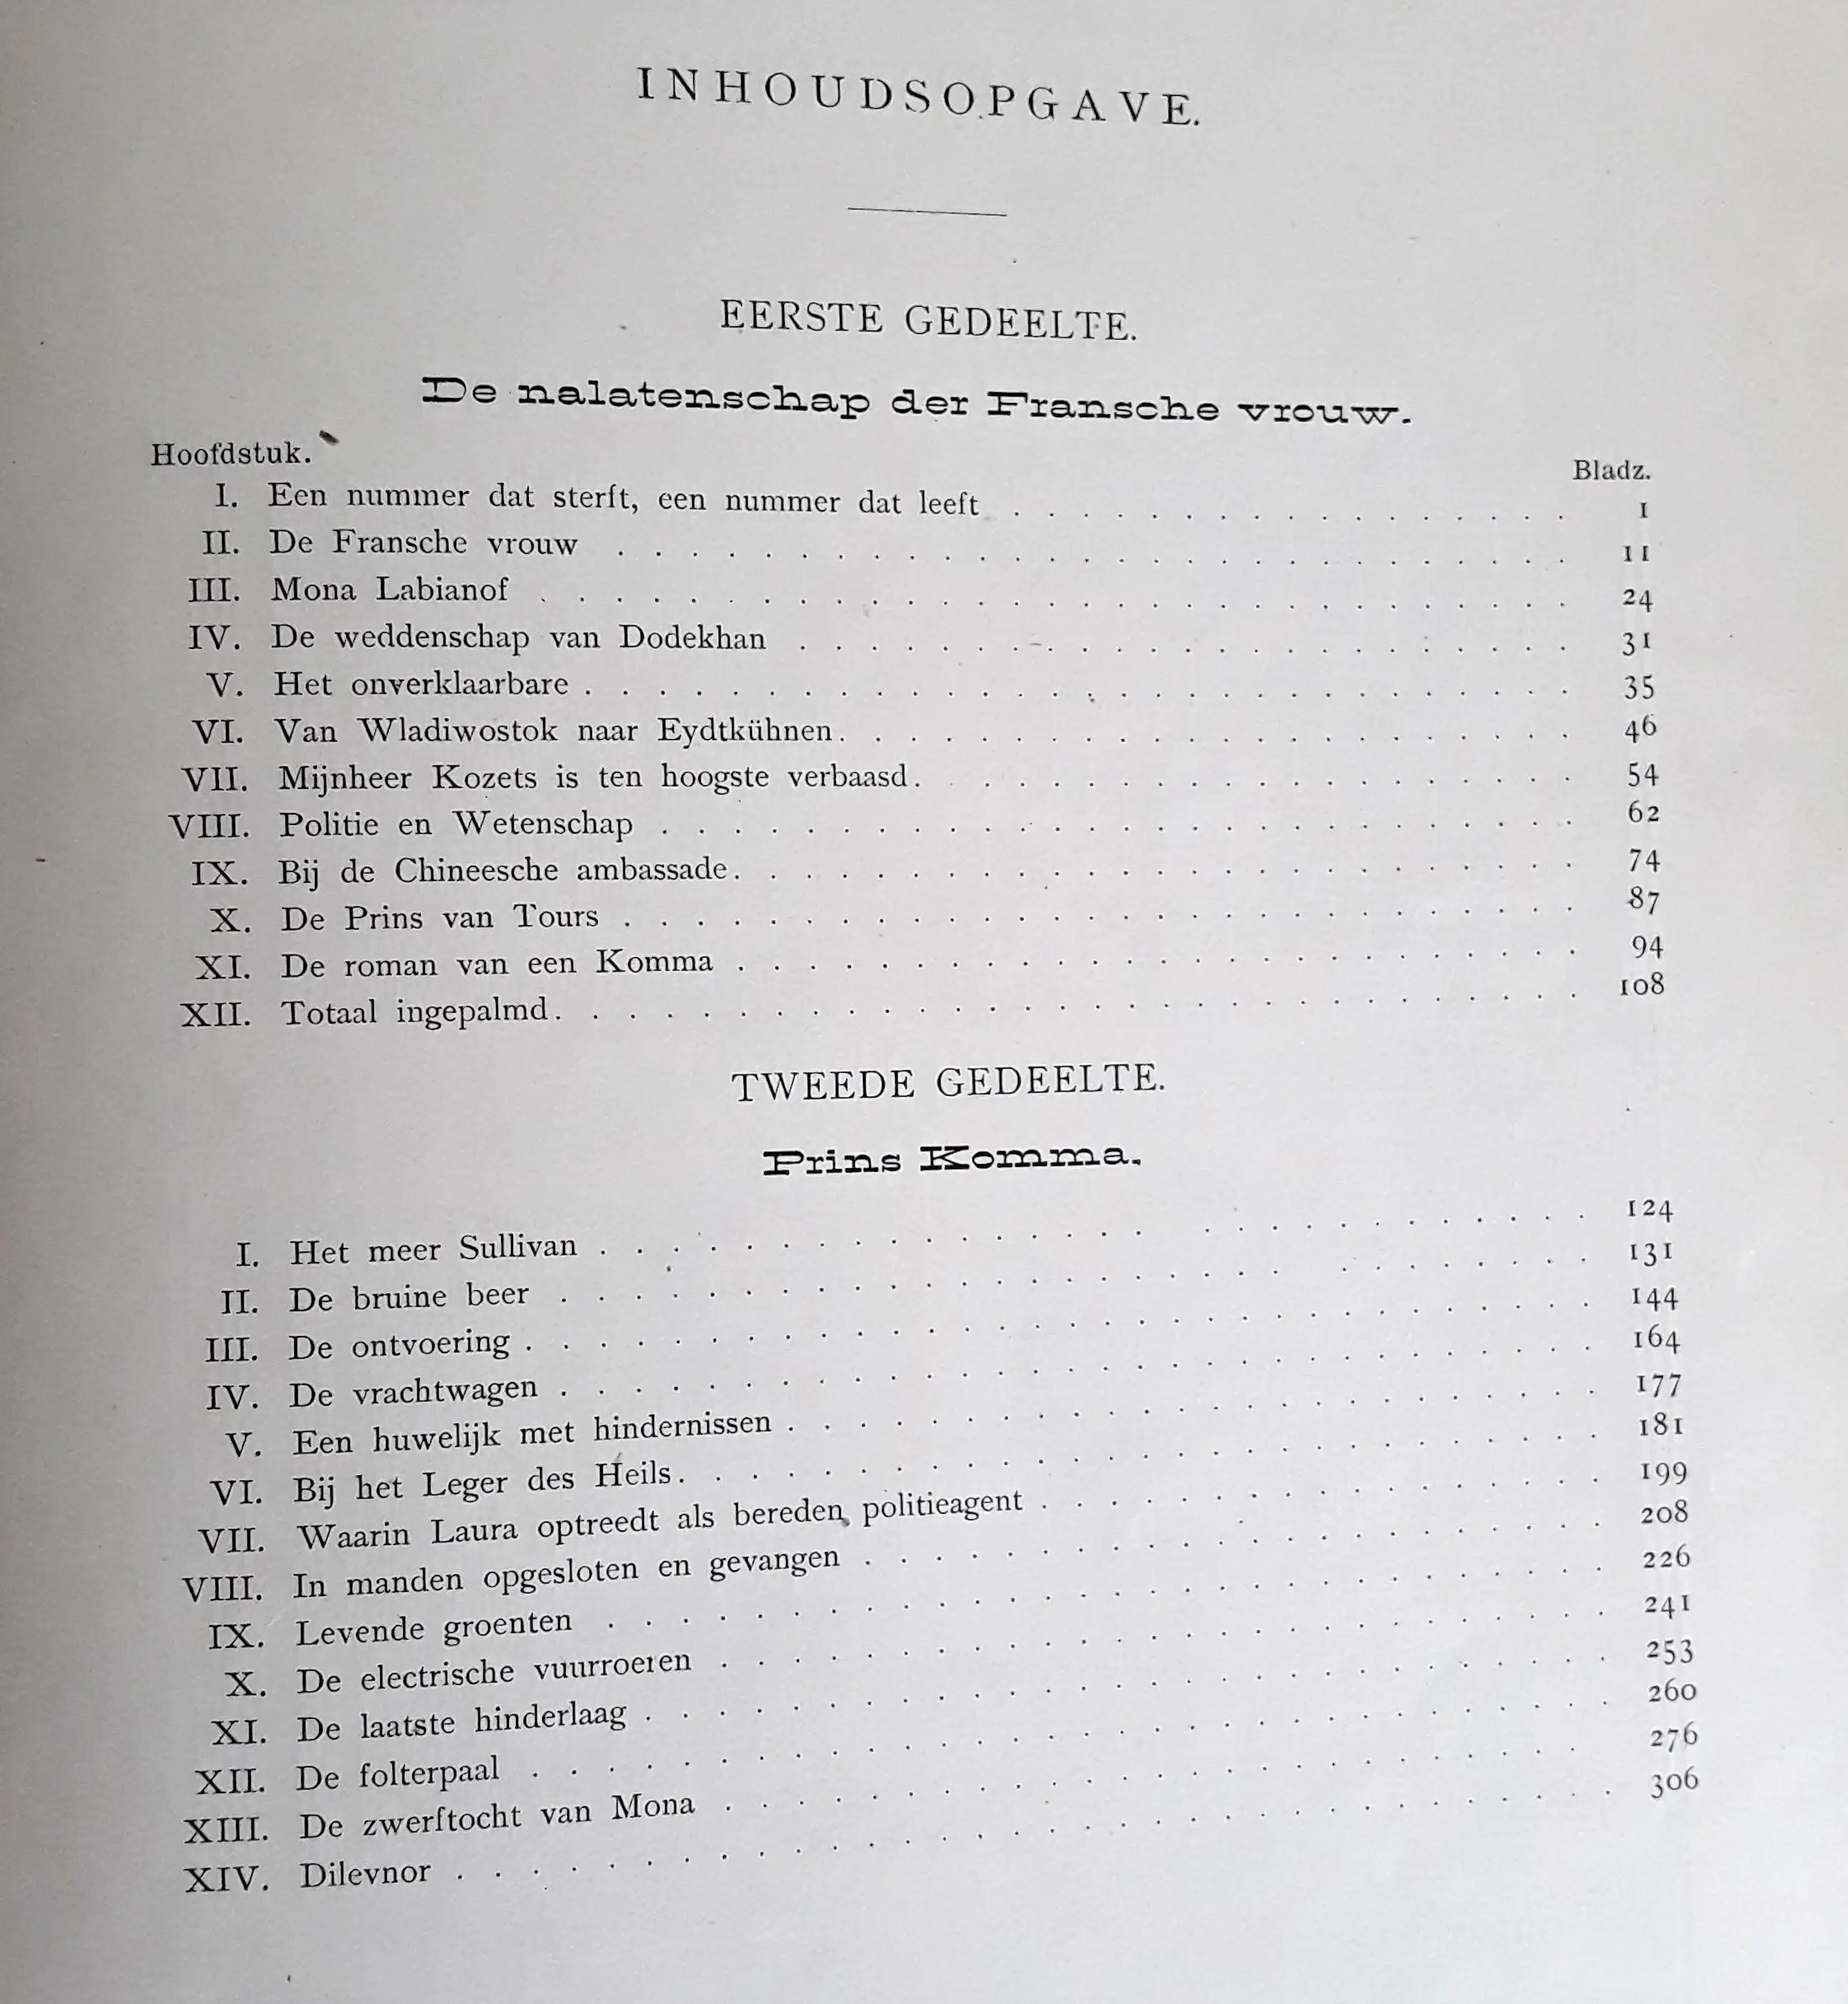 INHOUDSOPGAVE.
EERSTE GEDEELTE.
De nalatenschap der Fransche vrouw.
Hoofdstuk. Bladz.
I. Een nummer dat sterft, een nummer dat leeft . . . . . . . . . . . . . . . . 1
II. De Fransche vrouw . . . . . . . . . . . . . . . . . . . . . . . . . . . 11
III. Mona Labianof . . . . . . . . . . . . . . . . . . . . . . . . . . . . . 24
IV. De weddenschap van Dodekhan . . . . . . . . . . . . . . . . . . . . . . 31
V. Het onverklaarbare . . . . . . . . . . . . . . . . . . . . . . . . . . . 35
VI. Van Wladiwostok naar Eydtkühnen . . . . . . . . . . . . . . . . . . . . 46
VII. Mijnheer Kozets is ten hoogste verbaasd . . . . . . . . . . . . . . . . . 54
VIII. Politie en Wetenschap . . . . . . . . . . . . . . . . . . . . . . . . . 62
IX. Bij de Chineesche ambassade . . . . . . . . . . . . . . . . . . . . . . . 74
X. De Prins van Tours . . . . . . . . . . . . . . . . . . . . . . . . . . . 87
XI. De roman van een Komma . . . . . . . . . . . . . . . . . . . . . . . . 94
XII. Totaal ingepalmd . . . . . . . . . . . . . . . . . . . . . . . . . . . . 108
TWEEDE GEDEELTE.
Prins Komma.
I. Het meer Sullivan . . . . . . . . . . . . . . . . . . . . . . . . . . . 124
II. De bruine beer . . . . . . . . . . . . . . . . . . . . . . . . . . . . 131
III. De ontvoering . . . . . . . . . . . . . . . . . . . . . . . . . . . . . 144
IV. De vrachtwagen . . . . . . . . . . . . . . . . . . . . . . . . . . . . 164
V. Een huwelijk met hindernissen . . . . . . . . . . . . . . . . . . . . . . 177
VI. Bij het Leger des Heils . . . . . . . . . . . . . . . . . . . . . . . . . 181
VII. Waarin Laura optreedt als bereden politieagent . . . . . . . . . . . . . . 199
VIII. In manden opgesloten en gevangen . . . . . . . . . . . . . . . . . . . . 208
IX. Levende groenten . . . . . . . . . . . . . . . . . . . . . . . . . . . 226
X. De electrische vuurroeren . . . . . . . . . . . . . . . . . . . . . . . . 241
XI. De laatste hinderlaag . . . . . . . . . . . . . . . . . . . . . . . . . . 253
XII. De folterpaal . . . . . . . . . . . . . . . . . . . . . . . . . . . . . 260
XIII. De zwerftocht van Mona . . . . . . . . . . . . . . . . . . . . . . . . 276
XIV. Dilevnor . . . . . . . . . . . . . . . . . . . . . . . . . . . . . . . 306